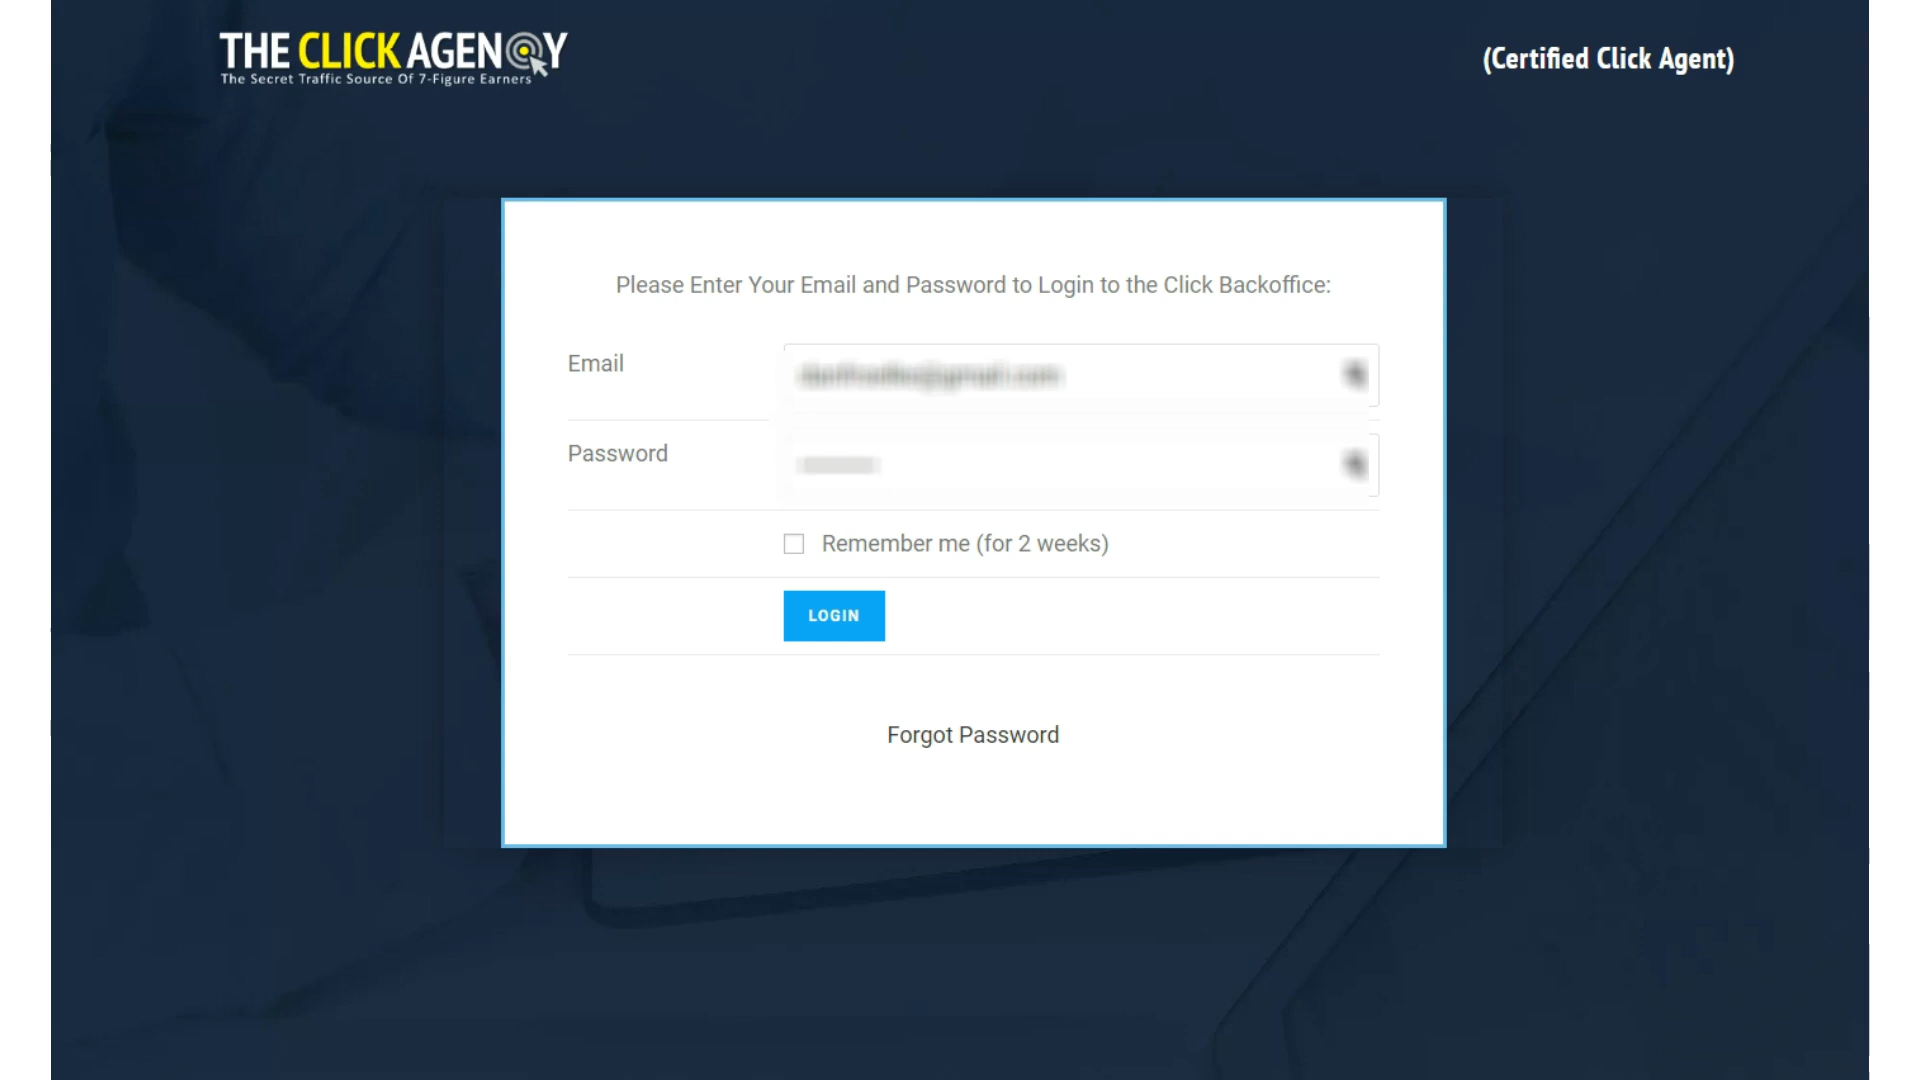 THE CLICK AGENCY
The Secret Traffic Source Of 7-Figure Earners
(Certified Click Agent)
Please Enter Your Email and Password to Login to the Click Backoffice:
Email
Password
Remember me (for 2 weeks)
LOGIN
Forgot Password